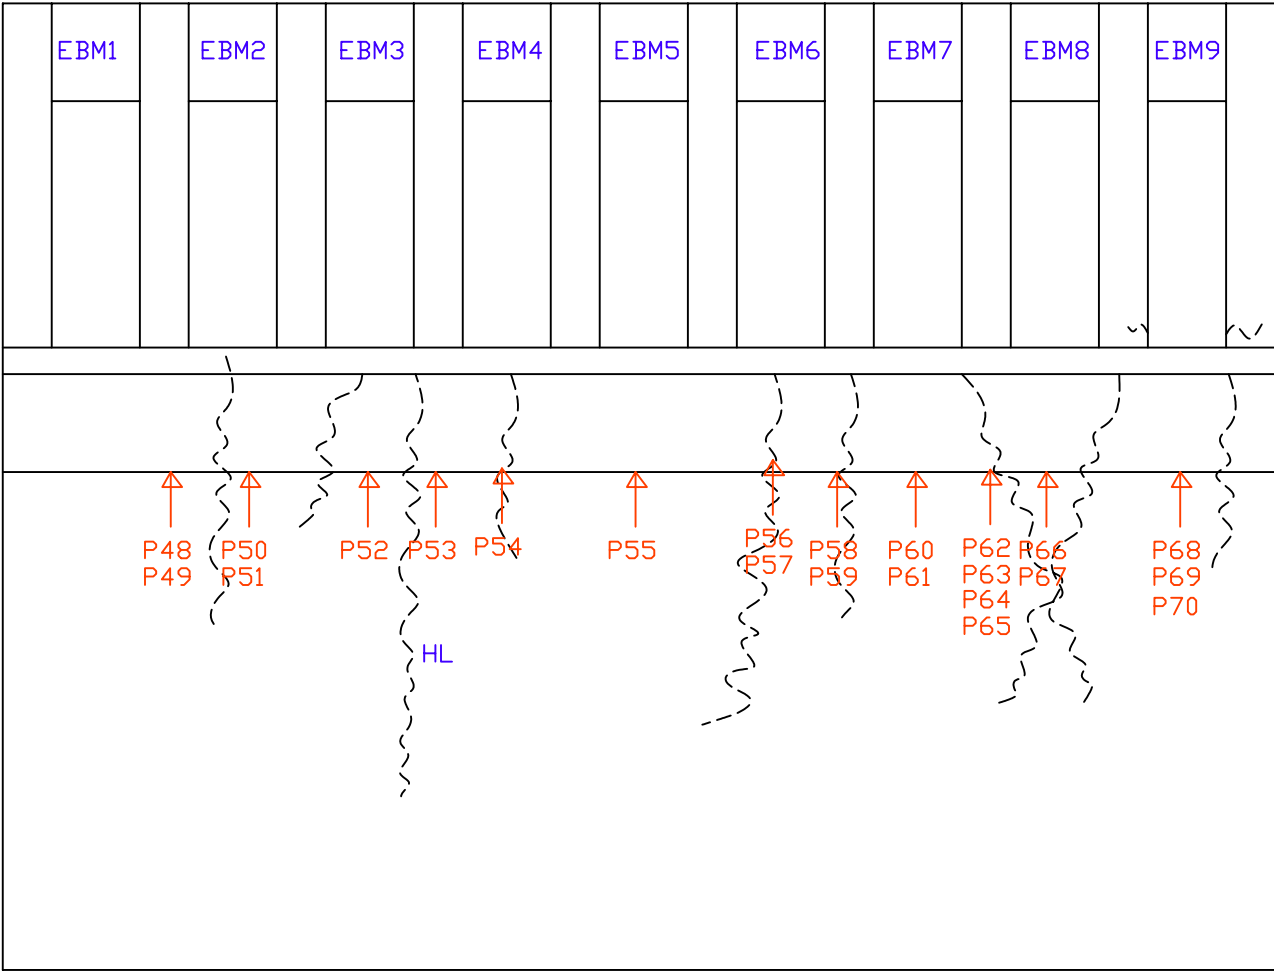 EBM1 EBM2 EBM3 EBM4 EBM5 EBM6 EBM7 EBM8 EBM9
P48 P50 P52 P53 P54 P55 P56 P58 P60 P62 P66 P68
P49 P51 P57 P59 P61 P63 P67 P69
P64 P70
P65
HL